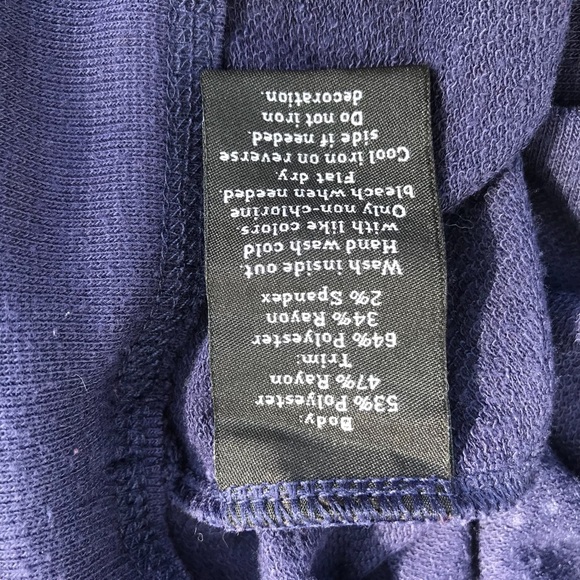 Body:
53% Polyester
47% Rayon
Trim:
64% Polyester
34% Rayon
2% Spandex
Wash inside out.
Hand wash cold
with like colors.
Only non-chlorine
bleach when needed.
Flat dry.
Cool iron on reverse
side if needed.
Do not iron
decoration.